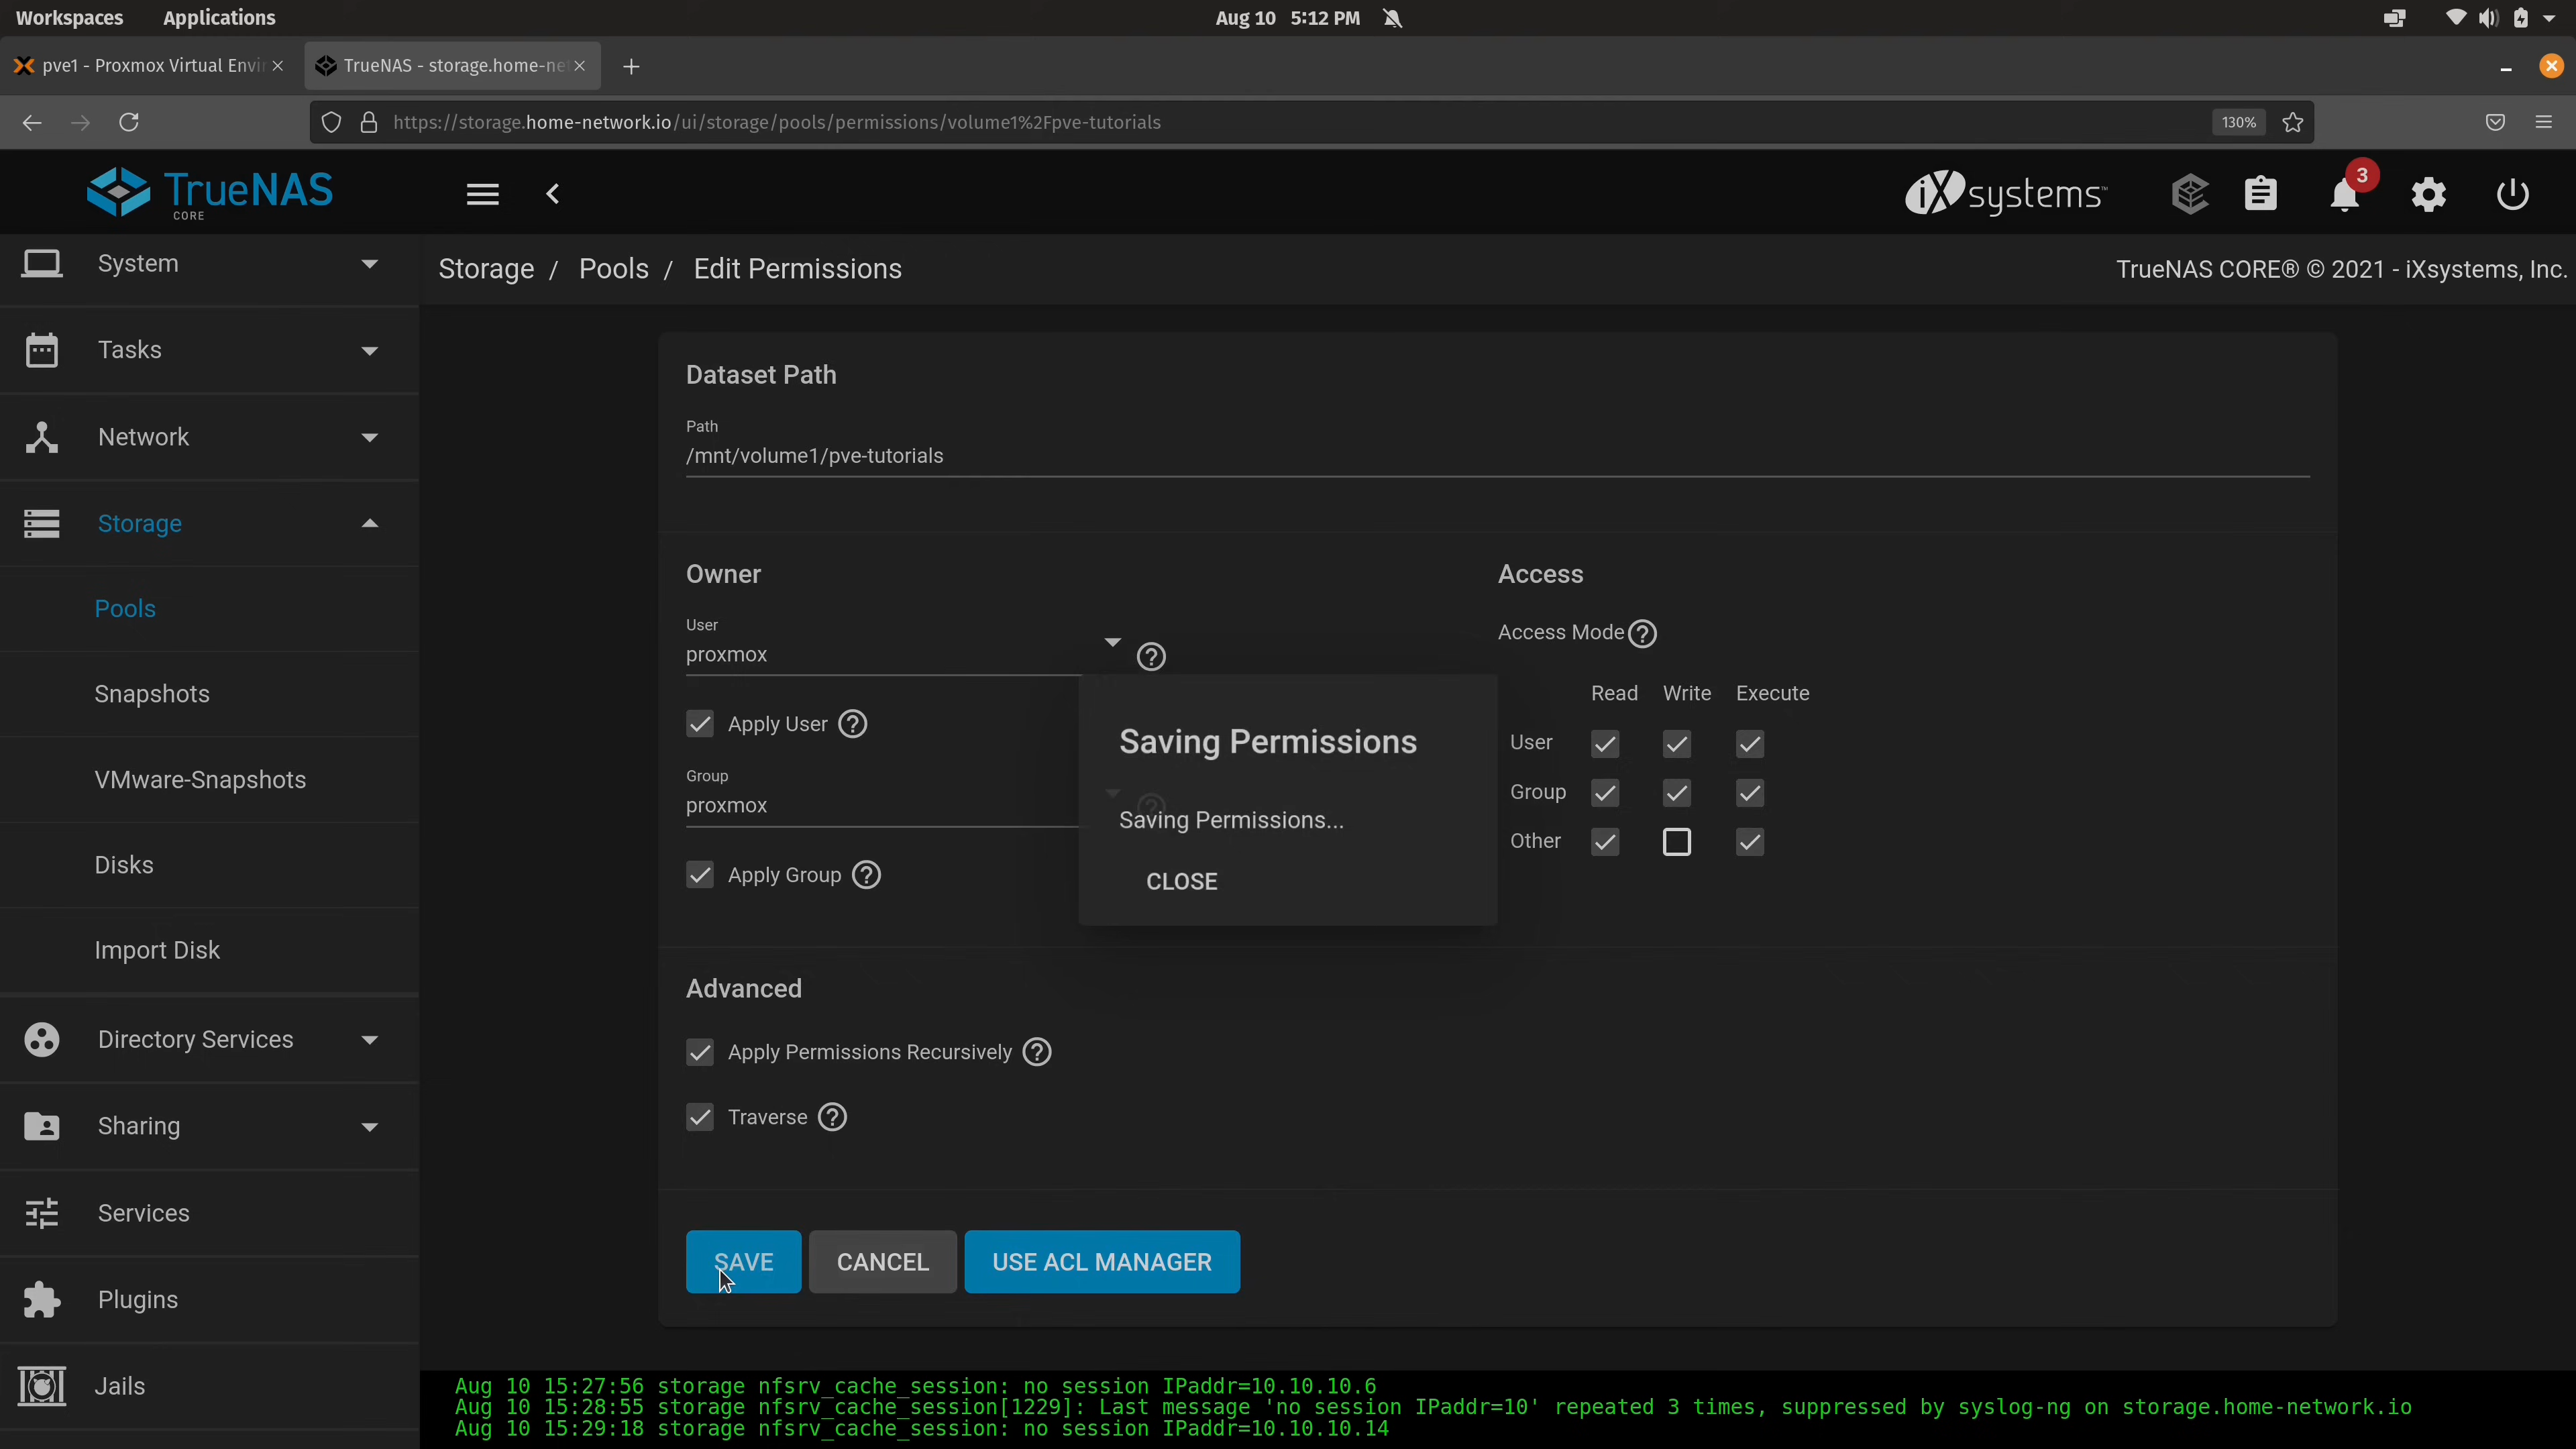 Workspaces Applications Aug 10 5:12 PM
pve1 - Proxmox Virtual Envir TrueNAS - storage.home-net
https://storage.home-network.io/ui/storage/pools/permissions/volume1%2Fpve-tutorials 130%
TrueNAS CORE iXsystems™ 3
System
Storage / Pools / Edit Permissions TrueNAS CORE® © 2021 - iXsystems, Inc.
Tasks
Network
Storage
Pools
Snapshots
VMware-Snapshots
Disks
Import Disk
Directory Services
Sharing
Services
Plugins
Jails
Dataset Path
Path
/mnt/volume1/pve-tutorials
Owner
User
proxmox
Apply User
Group
proxmox
Apply Group
Access
Access Mode
Read Write Execute
User
Group
Other
Saving Permissions
Saving Permissions...
CLOSE
Advanced
Apply Permissions Recursively
Traverse
SAVE CANCEL USE ACL MANAGER
Aug 10 15:27:56 storage nfsrv_cache_session: no session IPaddr=10.10.10.6
Aug 10 15:28:55 storage nfsrv_cache_session[1229]: Last message 'no session IPaddr=10' repeated 3 times, suppressed by syslog-ng on storage.home-network.io
Aug 10 15:29:18 storage nfsrv_cache_session: no session IPaddr=10.10.10.14